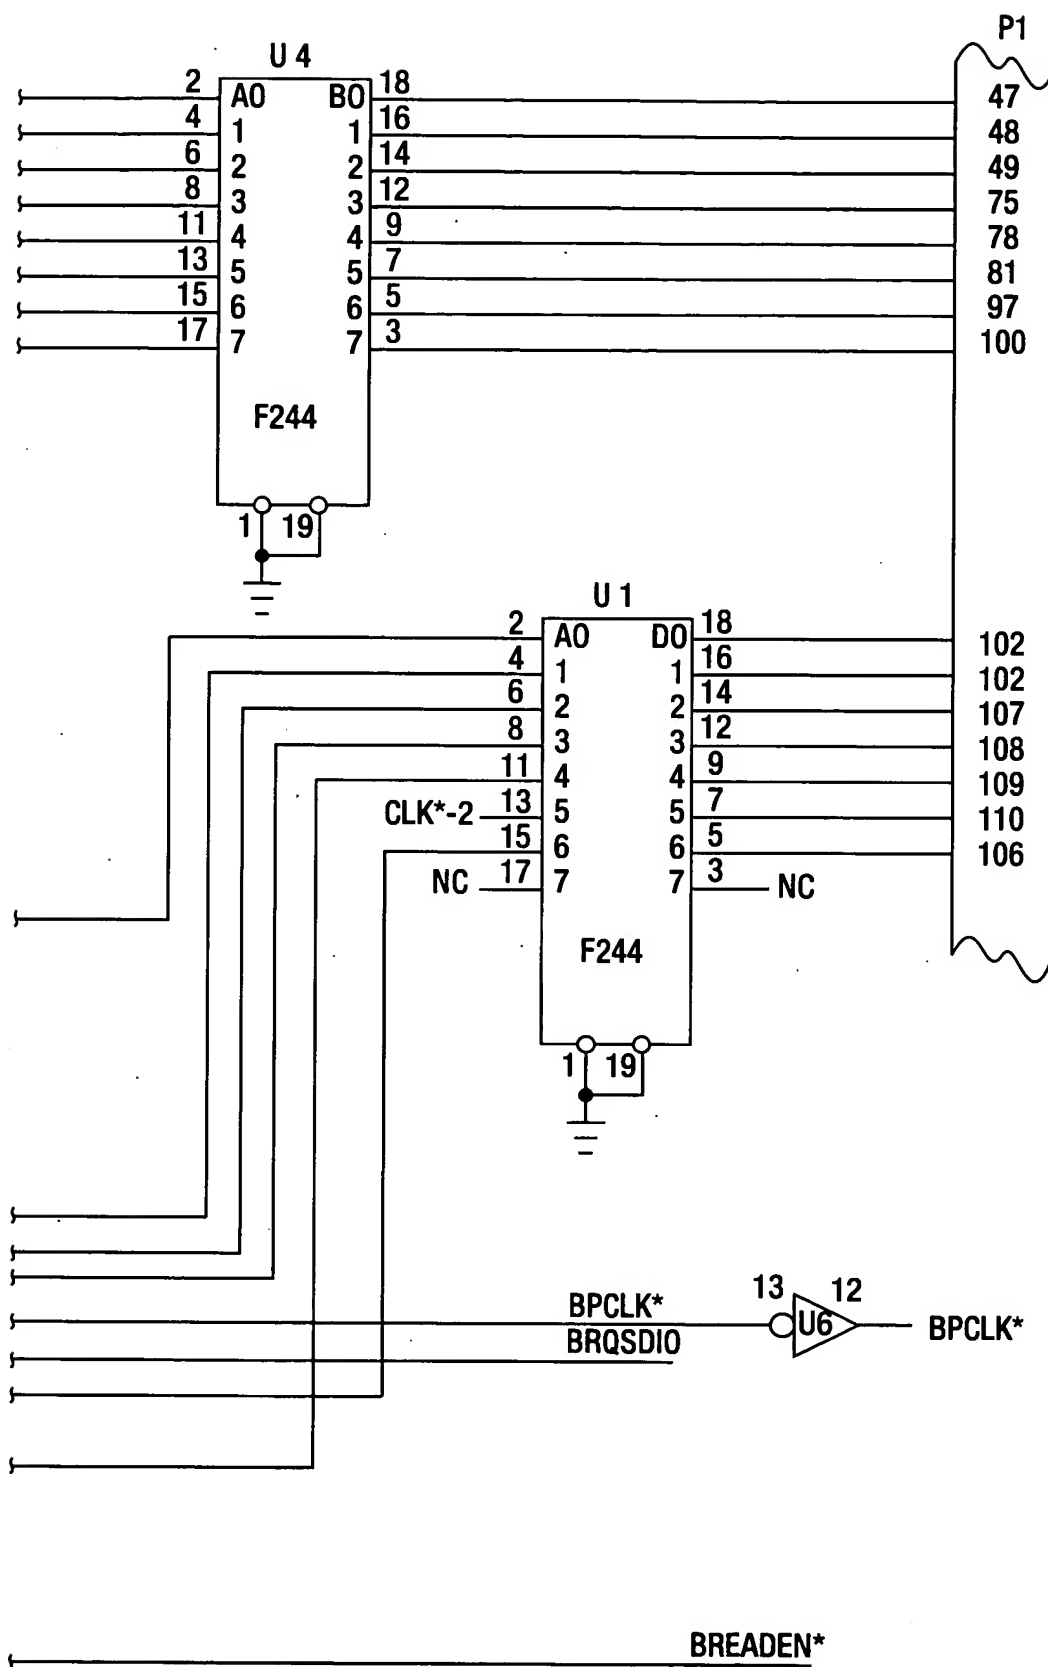 P1
U 4
2 A0 B0 18 47
4 1 1 16 48
6 2 2 14 49
8 3 3 12 75
11 4 4 9 78
13 5 5 7 81
15 6 6 5 97
17 7 7 3 100
F244
1 19
U 1
2 A0 D0 18 102
4 1 1 16 102
6 2 2 14 107
8 3 3 12 108
11 4 4 9 109
CLK*-2 13 5 5 7 110
15 6 6 5 106
NC 17 7 7 3 NC
F244
1 19
13 12
BPCLK* U6 BPCLK*
BRQSDIO
BREADEN*